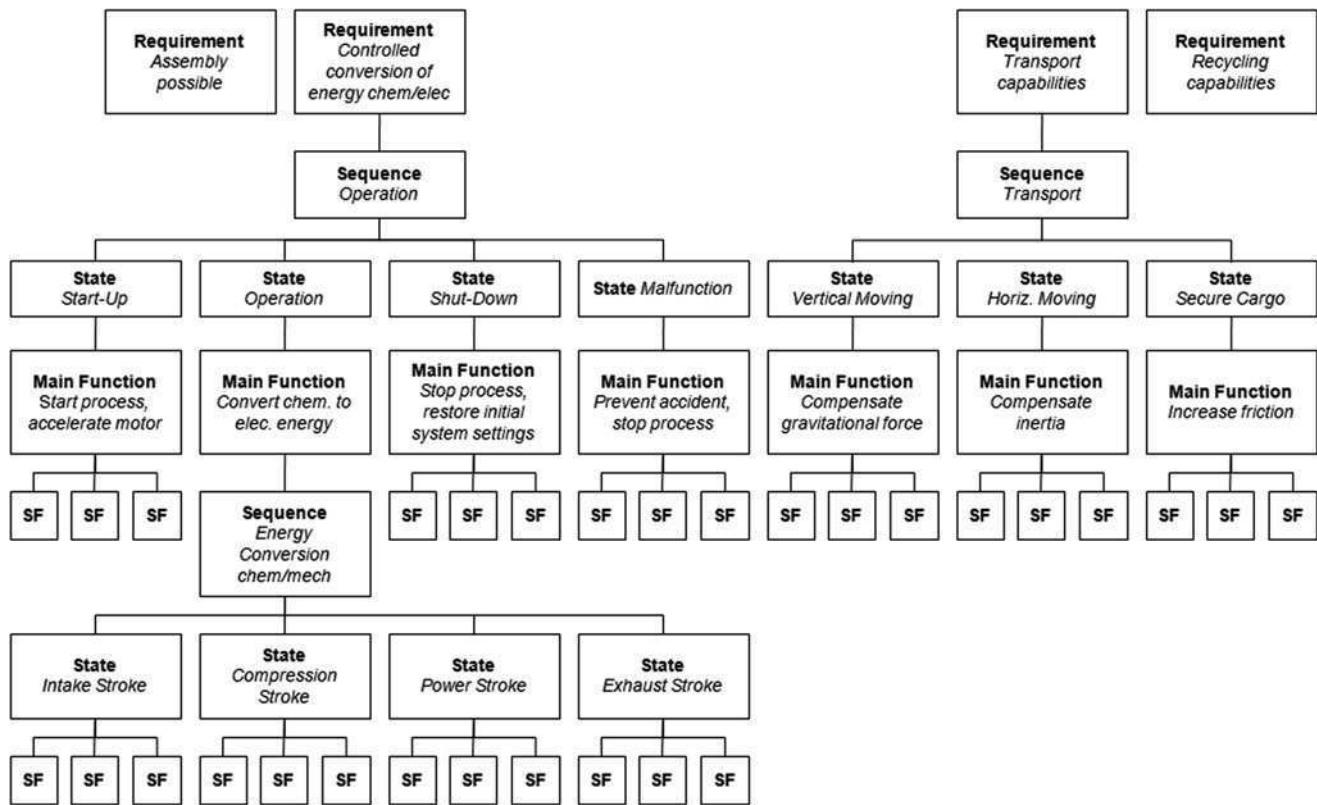 Requirement
Assembly
possible
Requirement
Controlled
conversion of
energy chem/elec
Requirement
Transport
capabilities
Requirement
Recycling
capabilities
Sequence
Operation
Sequence
Transport
State
Start-Up
State
Operation
State
Shut-Down
State Malfunction
State
Vertical Moving
State
Horiz. Moving
State
Secure Cargo
Main Function
Start process,
accelerate motor
Main Function
Convert chem. to
elec. energy
Main Function
Stop process,
restore initial
system settings
Main Function
Prevent accident,
stop process
Main Function
Compensate
gravitational force
Main Function
Compensate
inertia
Main Function
Increase friction
SF SF SF
Sequence
Energy
Conversion
chem/mech
SF SF SF
SF SF SF
SF SF SF
SF SF SF
SF SF SF
State
Intake Stroke
State
Compression
Stroke
State
Power Stroke
State
Exhaust Stroke
SF SF SF
SF SF SF
SF SF SF
SF SF SF